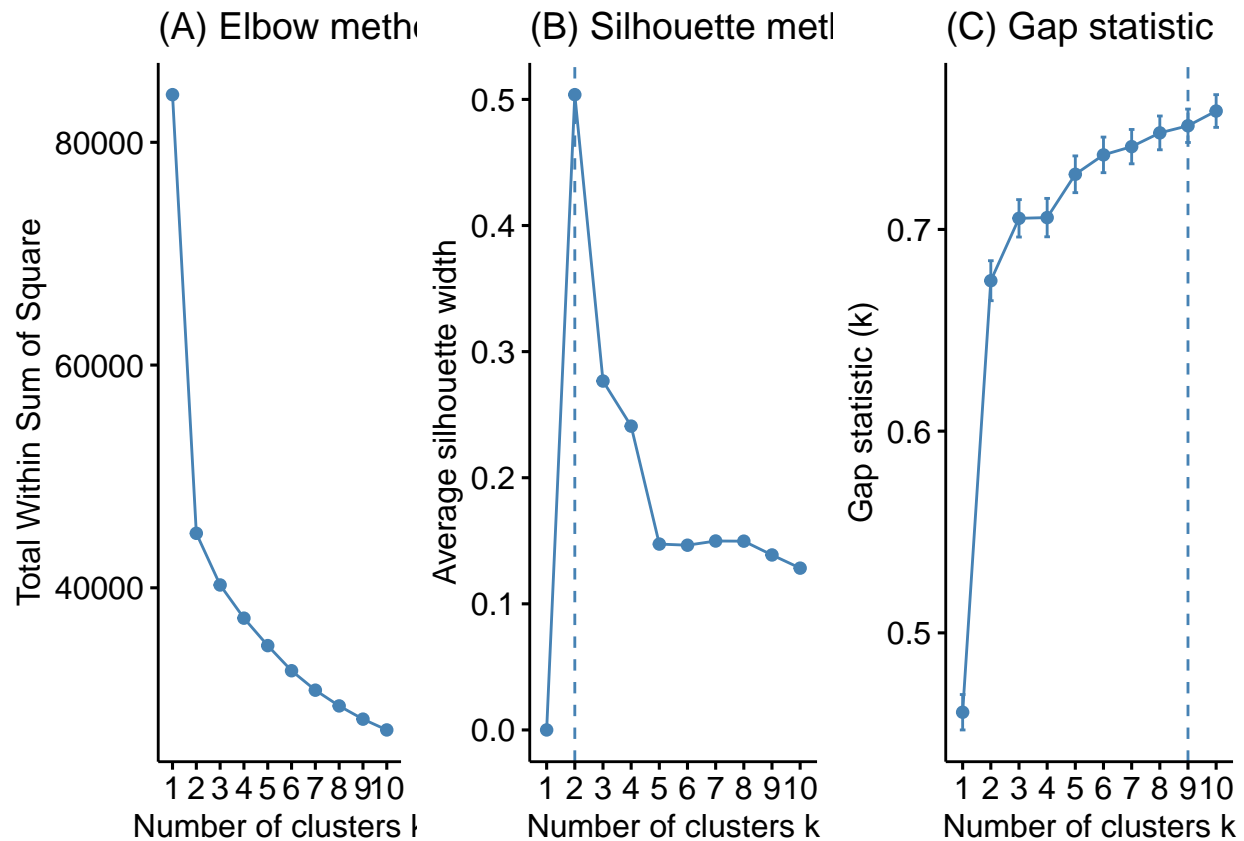 (A) Elbow meth
(B) Silhouette met
(C) Gap statistic
Total Within Sum of Square
80000
60000
40000
1 2 3 4 5 6 7 8 9 10
Number of clusters k
Average silhouette width
0.5
0.4
0.3
0.2
0.1
0.0
1 2 3 4 5 6 7 8 9 10
Number of clusters k
Gap statistic (k)
0.7
0.6
0.5
1 2 3 4 5 6 7 8 9 10
Number of clusters k